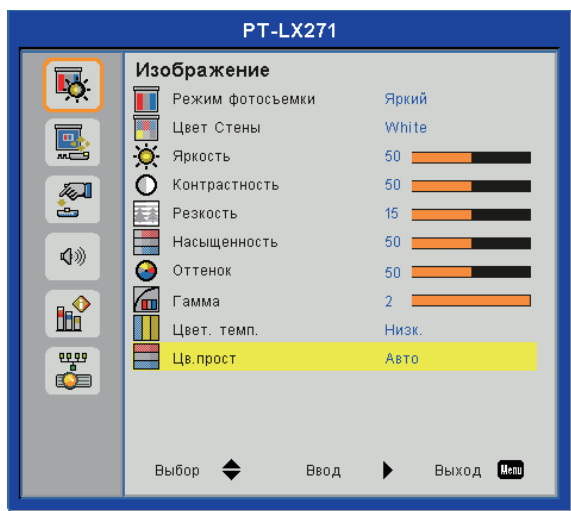 PT-LX271
Изображение
Режим фотосъемки Яркий
Цвет Стены White
Яркость 50
Контрастность 50
Резкость 15
Насыщенность 50
Оттенок 50
Гамма 2
Цвет. темп. Низк.
Цв.прост Авто
Выбор Ввод Выход Menu